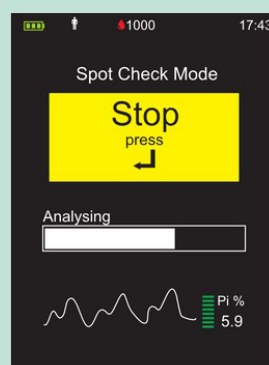 1000 17:43
Spot Check Mode
Stop
press
Analysing
Pi %
5.9